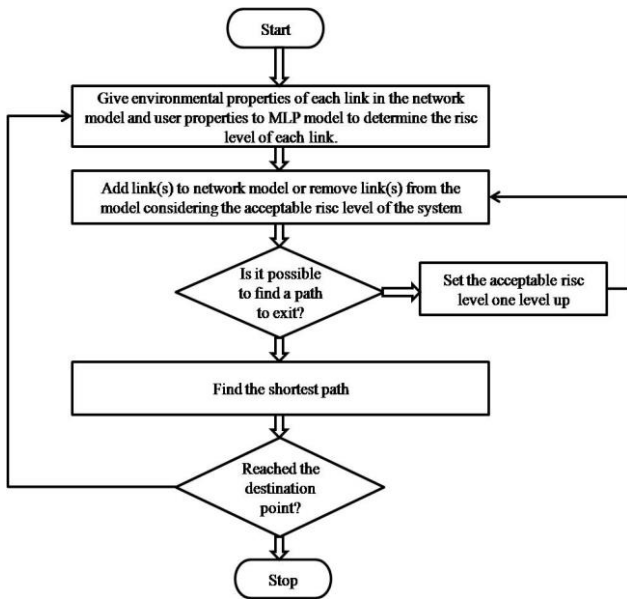 Start
Give environmental properties of each link in the network
model and user properties to MLP model to determine the risc
level of each link.
Add link(s) to network model or remove link(s) from the
model considering the acceptable risc level of the system
Is it possible
to find a path
to exit?
Set the acceptable risc
level one level up
Find the shortest path
Reached the
destination
point?
Stop